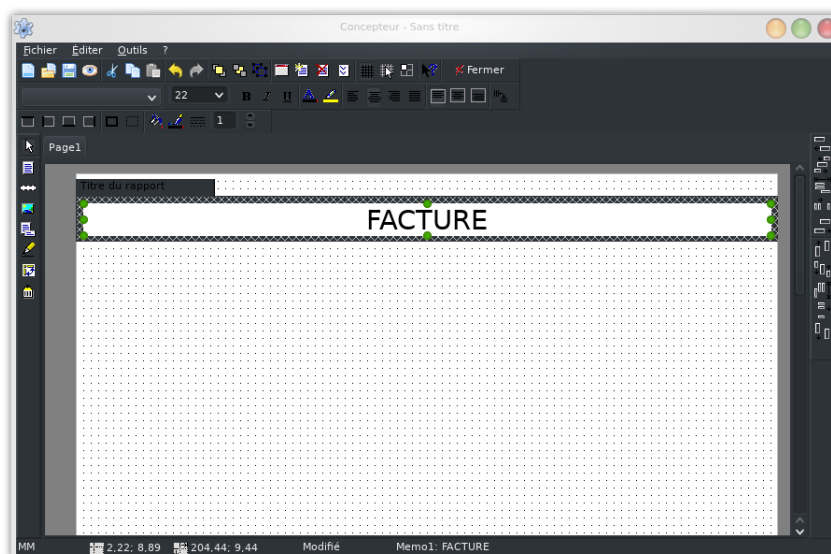 Concepteur - Sans titre
Fichier Éditer Outils ?
Fermer
22 B I U
1
Page1
Titre du rapport
FACTURE
MM 2,22; 8,89 204,44; 9,44 Modifié Memo1: FACTURE